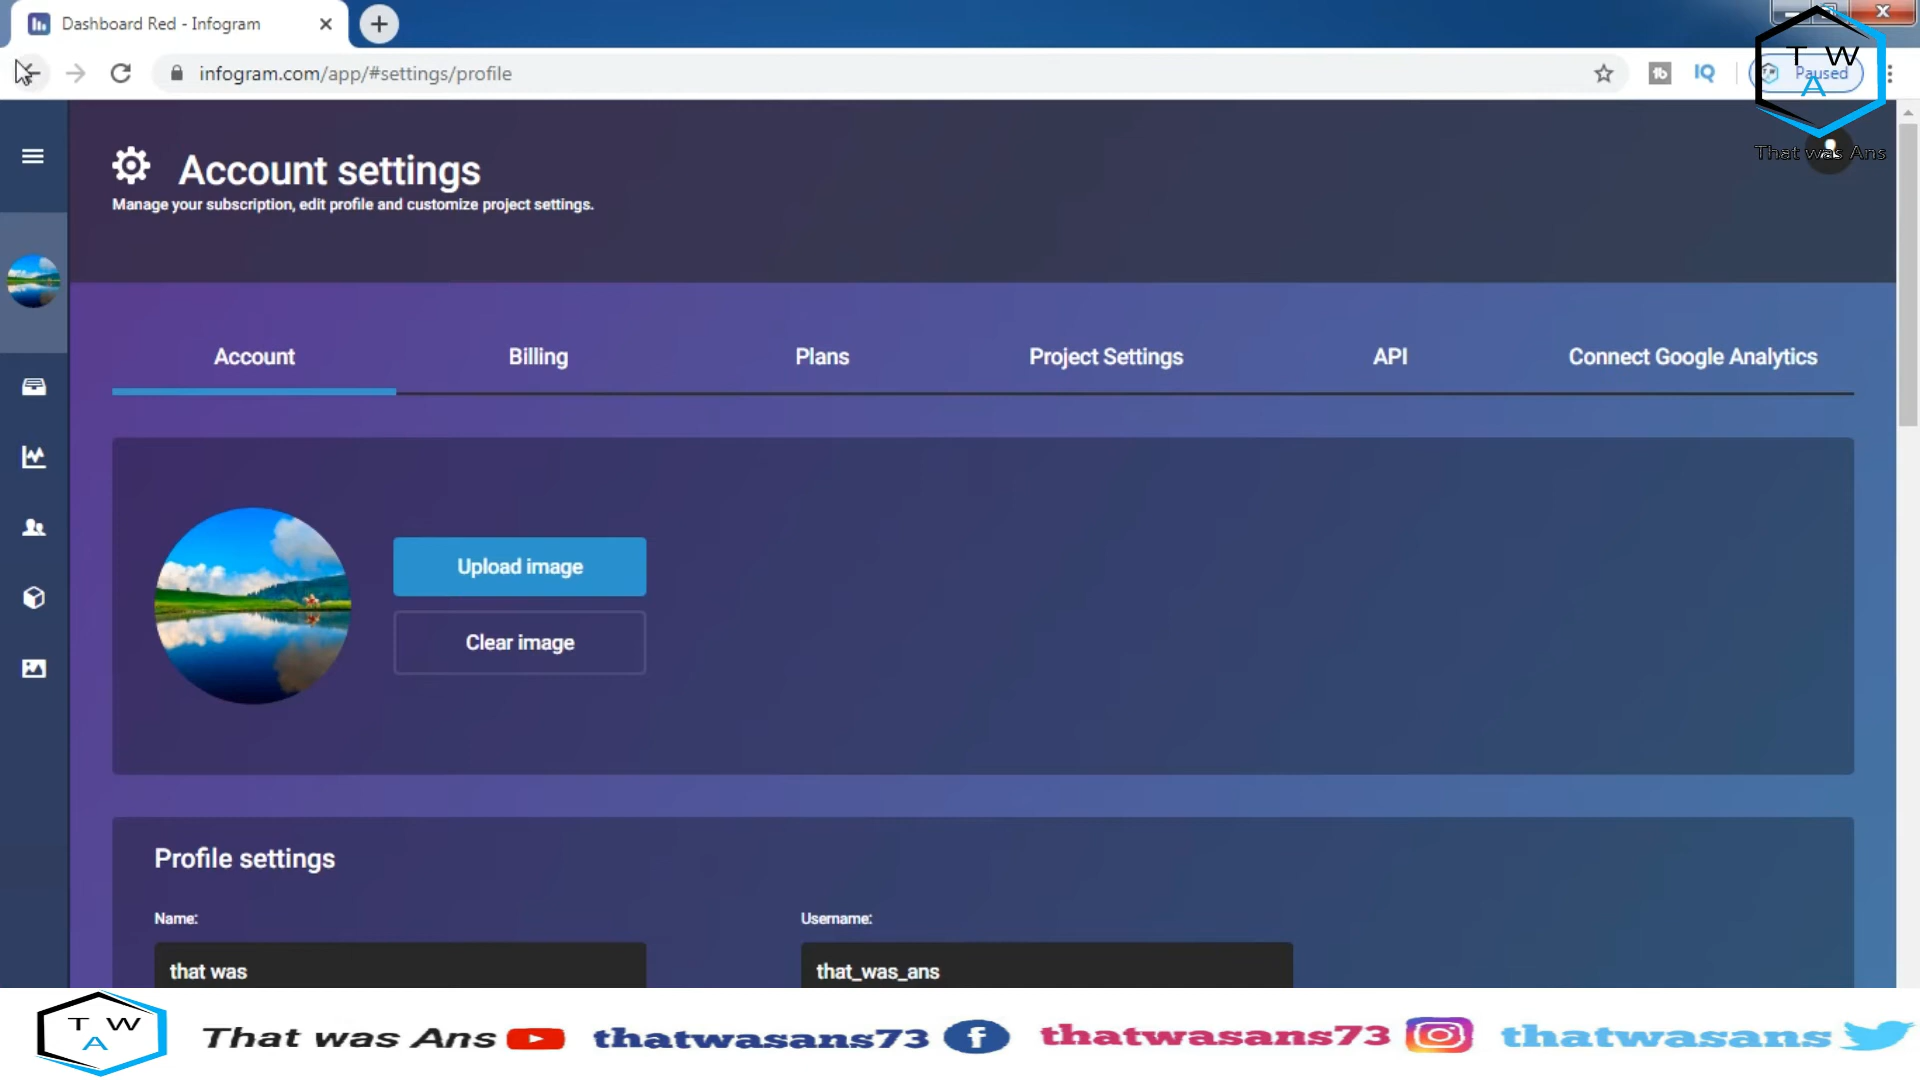 Dashboard Red - Infogram
infogram.com/app/#settings/profile
IQ
Paused
T W
A
That was Ans
Account settings
Manage your subscription, edit profile and customize project settings.
Account Billing Plans Project Settings API Connect Google Analytics
Upload image
Clear image
Profile settings
Name: Username:
that was that_was_ans
T W
A
That was Ans thatwasans73 f thatwasans73 thatwasans